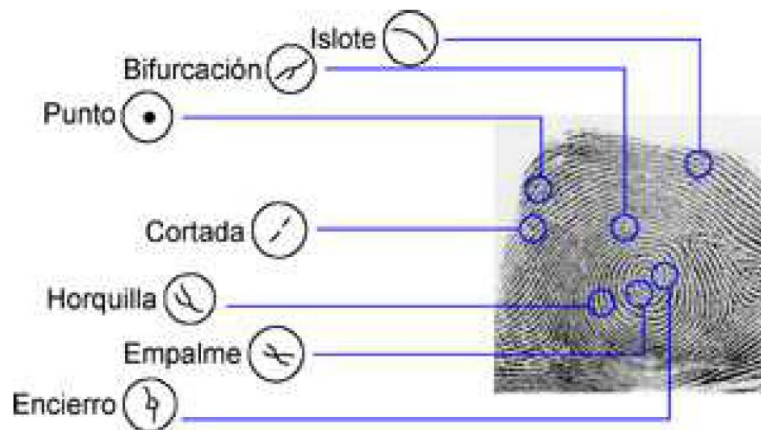 Islote
Bifurcación
Punto
Cortada
Horquilla
Empalme
Encierro